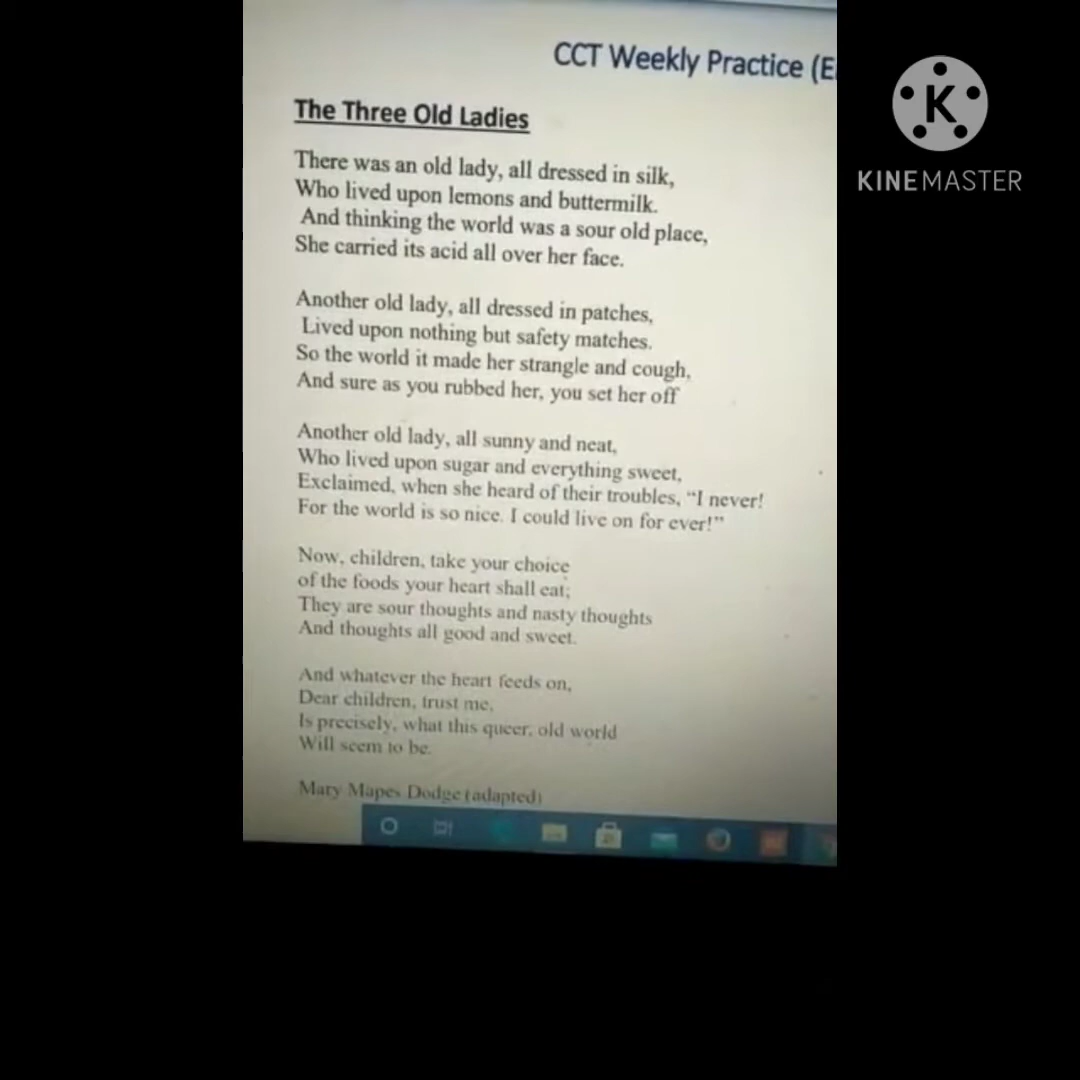 CCT Weekly Practice (E
The Three Old Ladies
There was an old lady, all dressed in silk,
Who lived upon lemons and buttermilk.
And thinking the world was a sour old place,
She carried its acid all over her face.
Another old lady, all dressed in patches,
Lived upon nothing but safety matches.
So the world it made her strangle and cough,
And sure as you rubbed her, you set her off
Another old lady, all sunny and neat,
Who lived upon sugar and everything sweet,
Exclaimed, when she heard of their troubles, “I never!
For the world is so nice. I could live on for ever!”
Now, children, take your choice
of the foods your heart shall eat;
They are sour thoughts and nasty thoughts
And thoughts all good and sweet.
And whatever the heart feeds on,
Dear children, trust me,
Is precisely, what this queer, old world
Will seem to be.
Mary Mapes Dodge (adapted)
K
KINEMASTER